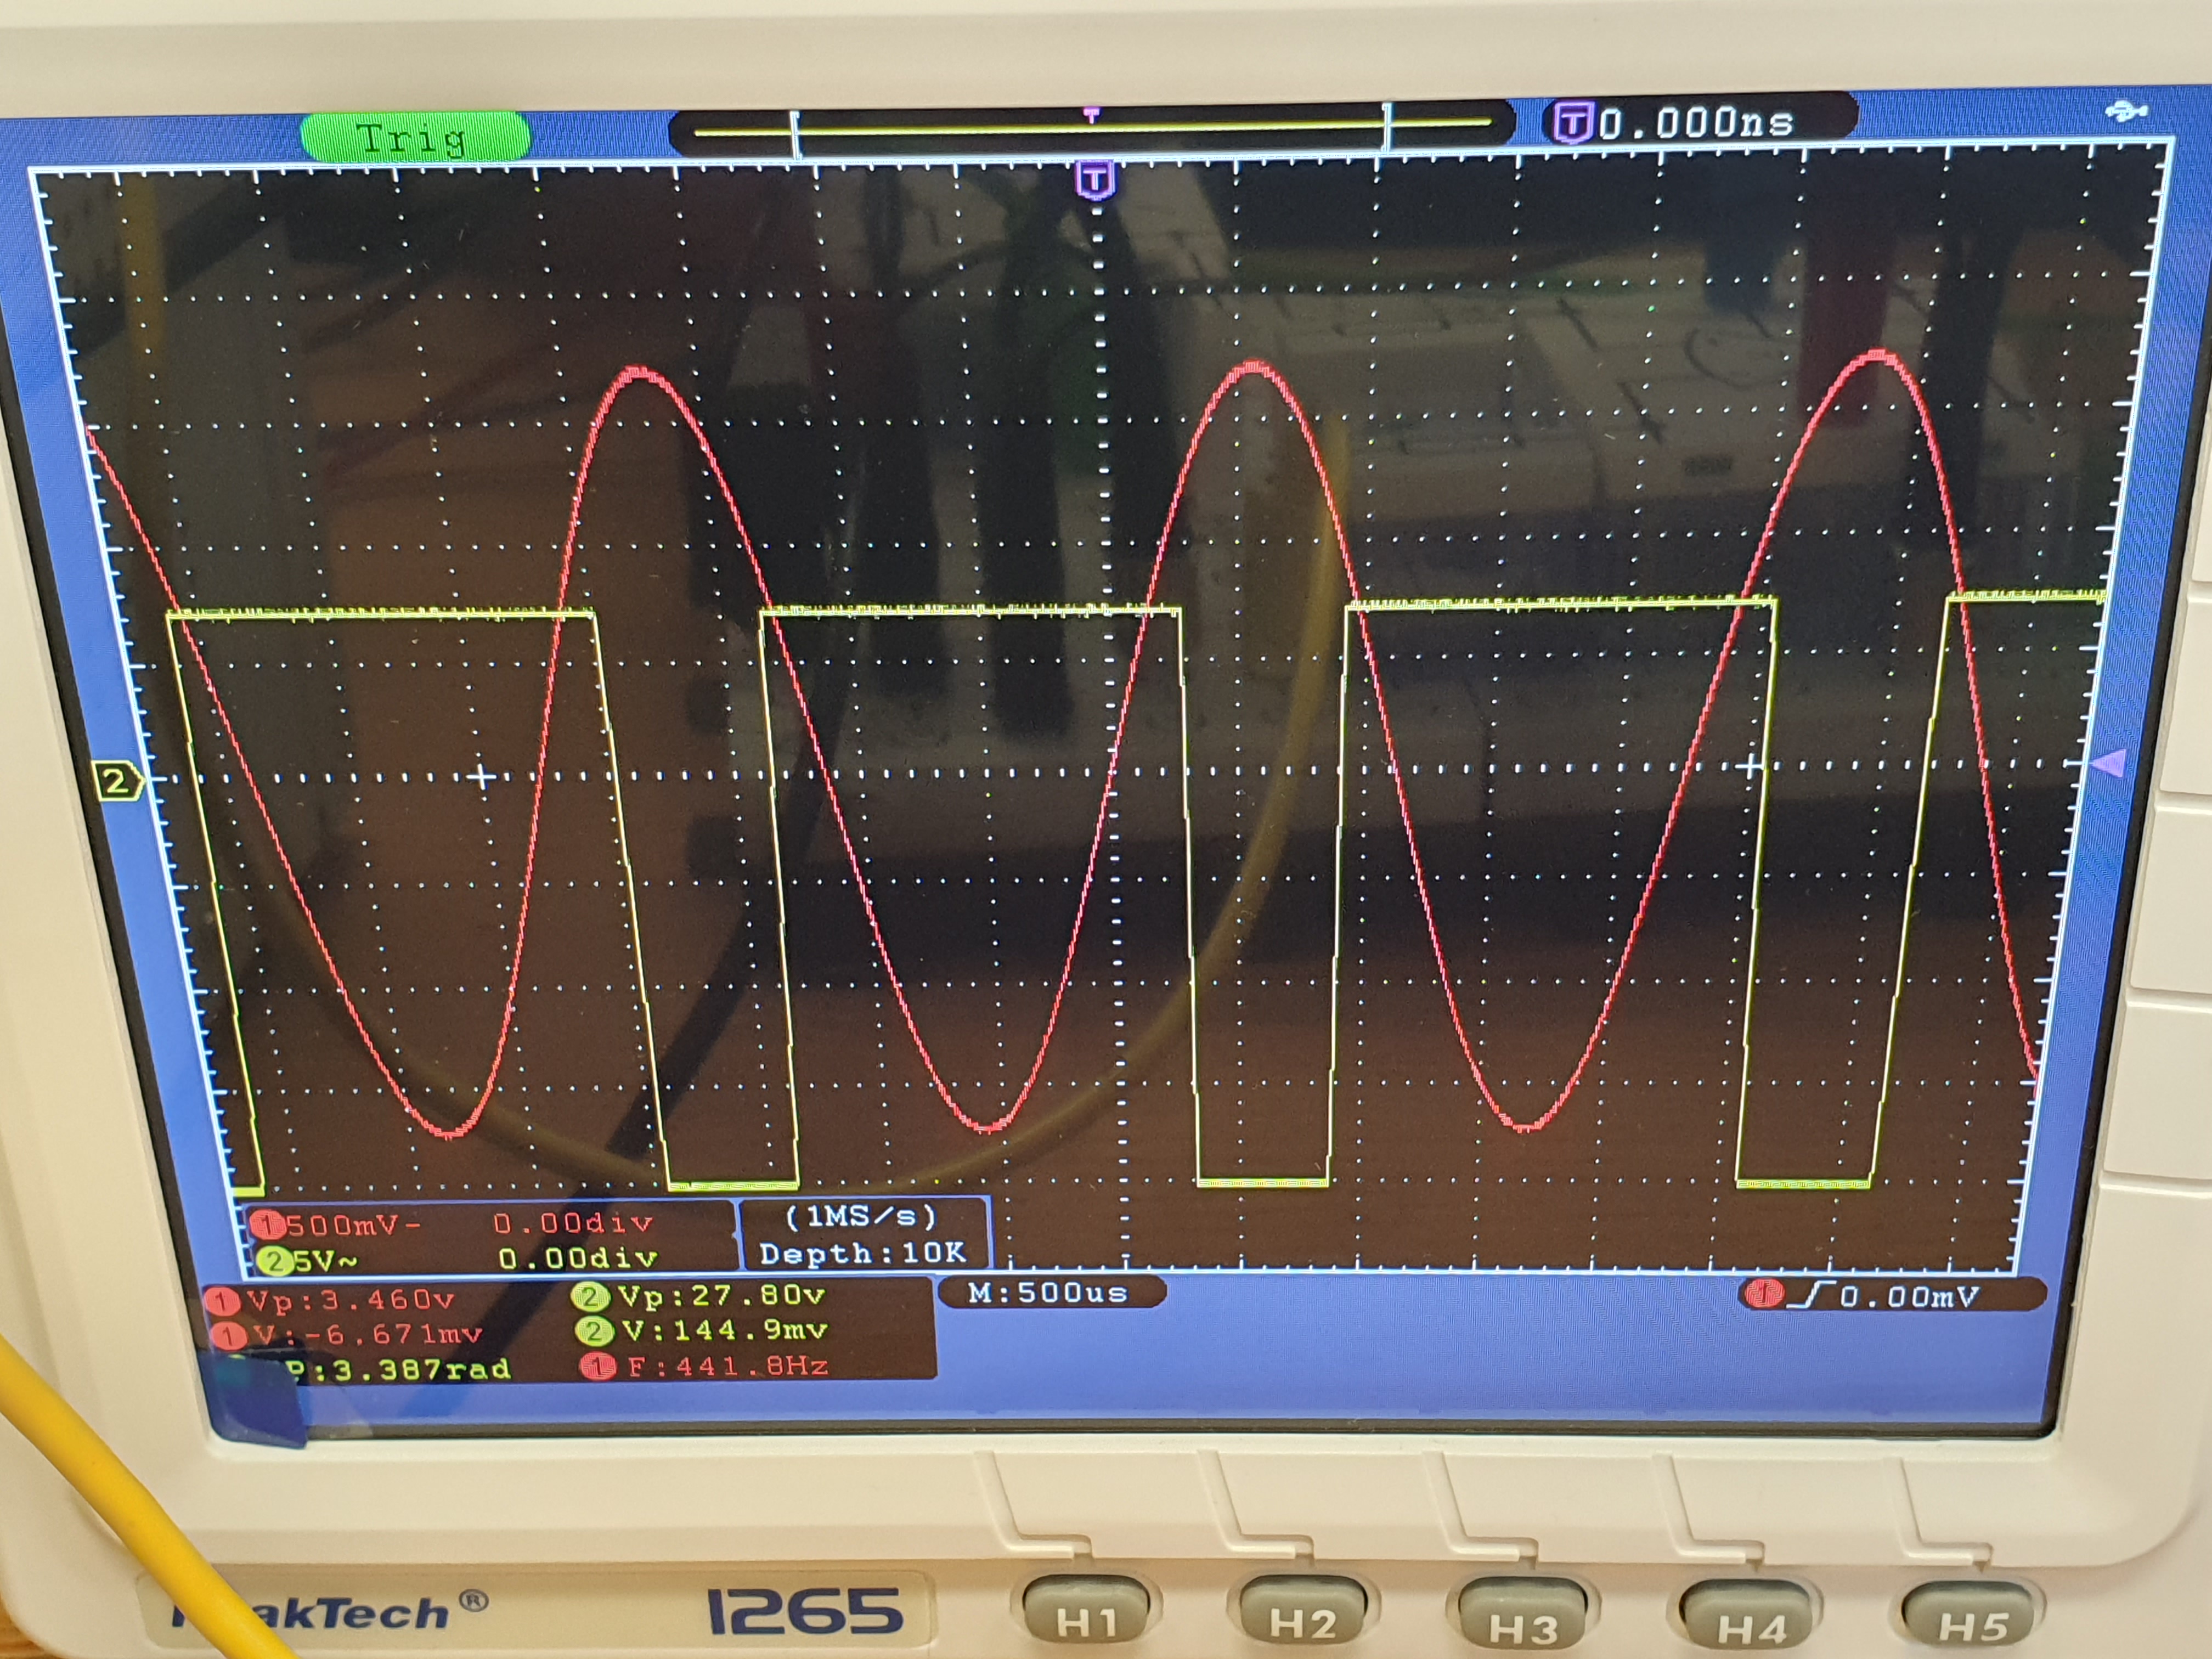 Trig T T 0.000ns
T
2
1 500mV- 0.00div (1MS/s)
2 5V~ 0.00div Depth:10K
1 Vp:3.460v 2 Vp:27.80v M:500us 1 0.00mV
1 V:-6.671mv 2 V:144.9mv
P:3.387rad 1 F:441.8Hz
akTech® 1265 H1 H2 H3 H4 H5